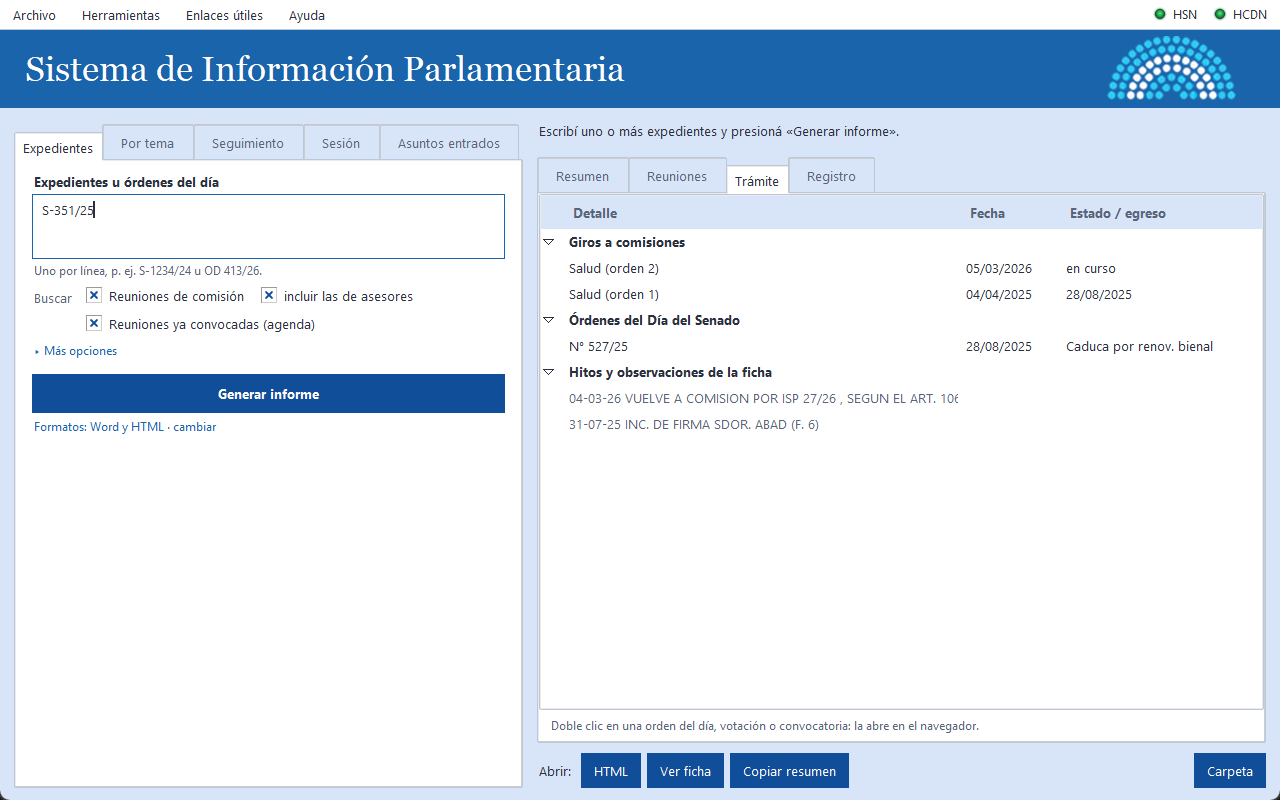 Archivo Herramientas Enlaces útiles Ayuda HSN HCDN
Sistema de Información Parlamentaria
Expedientes Por tema Seguimiento Sesión Asuntos entrados
Expedientes u órdenes del día
S-351/25
Uno por línea, p. ej. S-1234/24 u OD 413/26.
Buscar Reuniones de comisión incluir las de asesores
Reuniones ya convocadas (agenda)
Más opciones
Generar informe
Formatos: Word y HTML · cambiar
Escribí uno o más expedientes y presioná «Generar informe».
Resumen Reuniones Trámite Registro
Detalle Fecha Estado / egreso
Giros a comisiones
Salud (orden 2) 05/03/2026 en curso
Salud (orden 1) 04/04/2025 28/08/2025
Órdenes del Día del Senado
N° 527/25 28/08/2025 Caduca por renov. bienal
Hitos y observaciones de la ficha
04-03-26 VUELVE A COMISION POR ISP 27/26 , SEGUN EL ART. 106
31-07-25 INC. DE FIRMA SDOR. ABAD (F. 6)
Doble clic en una orden del día, votación o convocatoria: la abre en el navegador.
Abrir: HTML Ver ficha Copiar resumen Carpeta